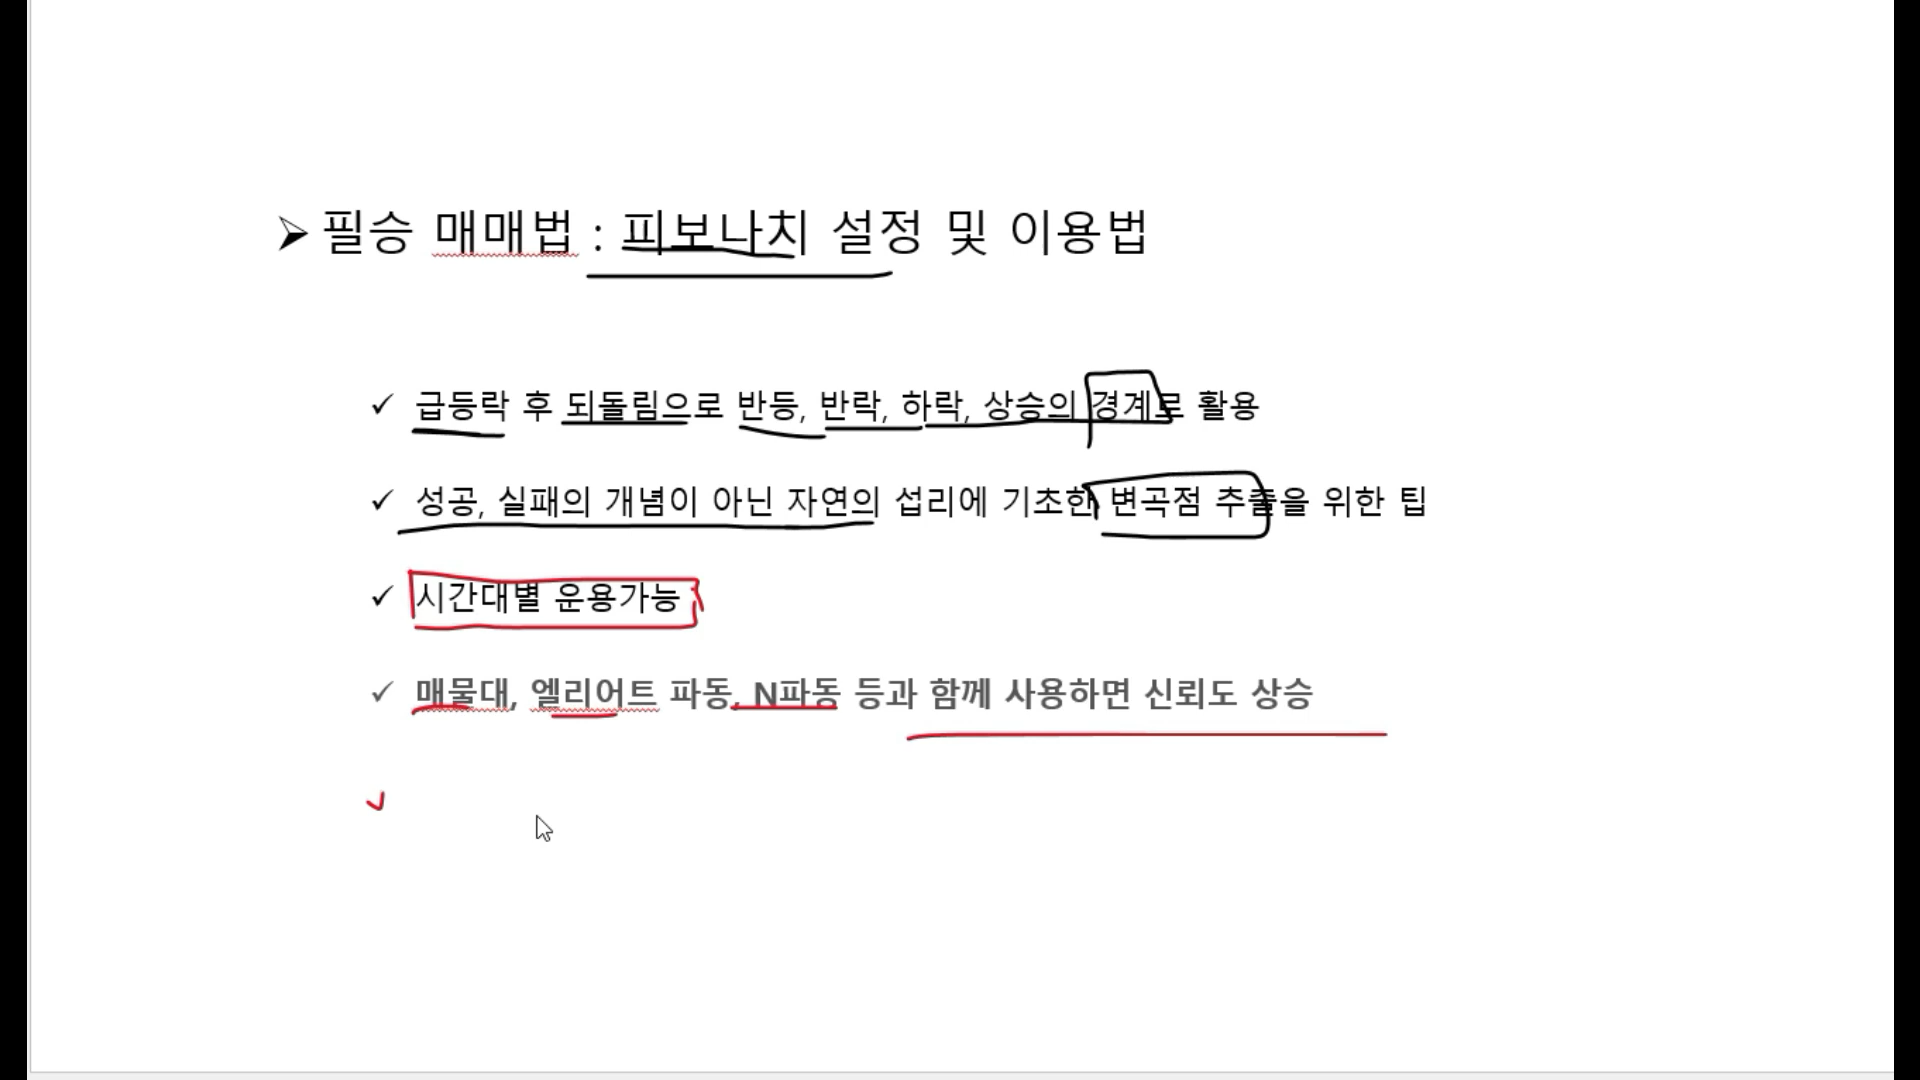 ➢ 필승 매매법 : 피보나치 설정 및 이용법
✓ 급등락 후 되돌림으로 반등, 반락, 하락, 상승의 경계로 활용
✓ 성공, 실패의 개념이 아닌 자연의 섭리에 기초한 변곡점 추출을 위한 팁
✓ 시간대별 운용가능
✓ 매물대, 엘리어트 파동, N파동 등과 함께 사용하면 신뢰도 상승